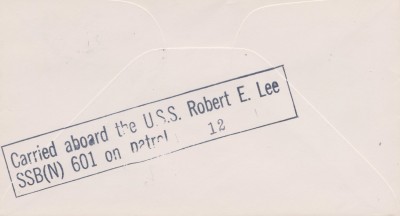 Carried aboard the U.S.S. Robert E. Lee
SSB(N) 601 on patrol 12